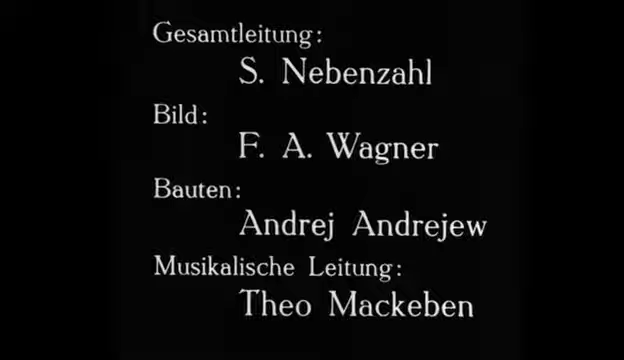 Gesamtleitung:
S. Nebenzahl
Bild:
F. A. Wagner
Bauten:
Andrej Andrejew
Musikalische Leitung:
Theo Mackeben